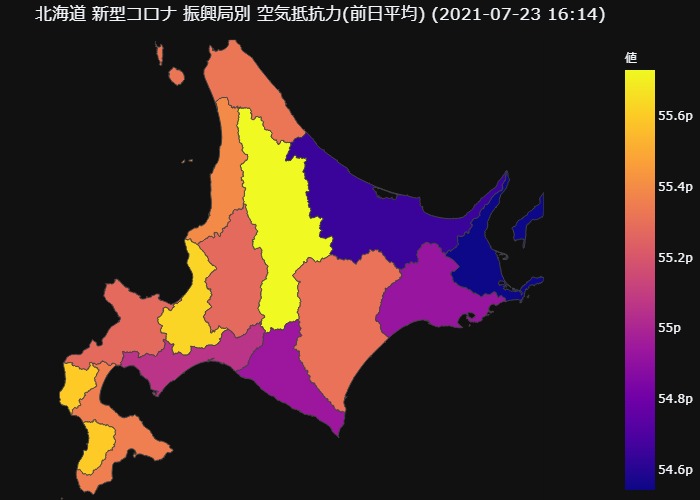 北海道 新型コロナ 振興局別 空気抵抗力(前日平均) (2021-07-23 16:14)
値
55.6p
55.4p
55.2p
55p
54.8p
54.6p